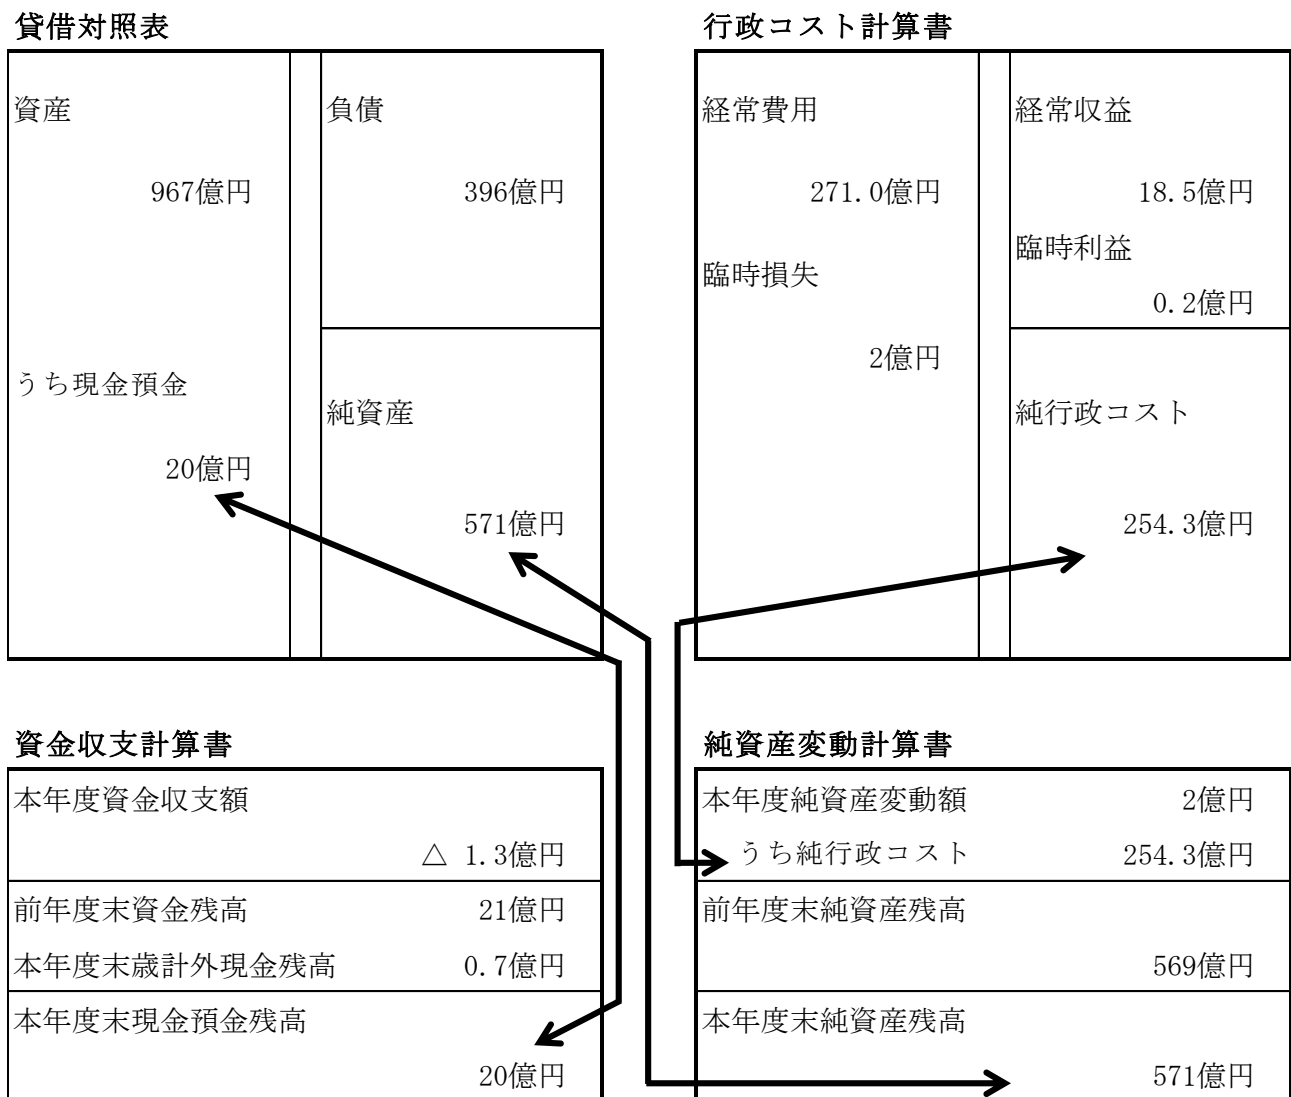 貸借対照表
資産
967億円
うち現金預金
20億円
負債
396億円
純資産
571億円
行政コスト計算書
経常費用
271.0億円
臨時損失
2億円
経常収益
18.5億円
臨時利益
0.2億円
純行政コスト
254.3億円
資金収支計算書
本年度資金収支額
△ 1.3億円
前年度末資金残高 21億円
本年度末歳計外現金残高 0.7億円
本年度末現金預金残高
20億円
純資産変動計算書
本年度純資産変動額 2億円
うち純行政コスト 254.3億円
前年度末純資産残高
569億円
本年度末純資産残高
571億円